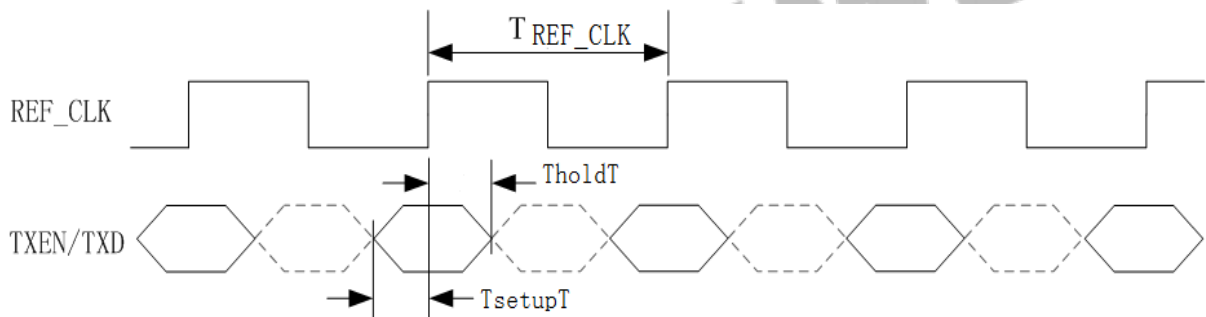 T REF_CLK
REF_CLK
TholdT
TXEN/TXD
TsetupT